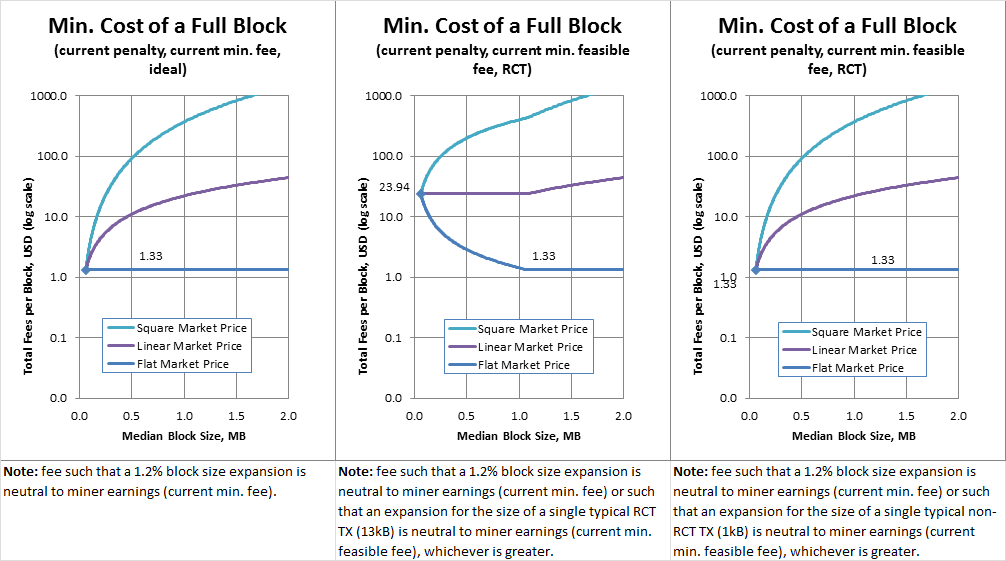 Min. Cost of a Full Block
(current penalty, current min. fee,
ideal)
Total Fees per Block, USD (log scale)
1000.0
100.0
10.0
1.0
0.1
0.0
1.33
Square Market Price
Linear Market Price
Flat Market Price
0.0 0.5 1.0 1.5 2.0
Median Block Size, MB
Note: fee such that a 1.2% block size expansion is
neutral to miner earnings (current min. fee).
Min. Cost of a Full Block
(current penalty, current min. feasible
fee, RCT)
Total Fees per Block, USD (log scale)
1000.0
100.0
23.94
10.0
1.0
0.1
0.0
1.33
Square Market Price
Linear Market Price
Flat Market Price
0.0 0.5 1.0 1.5 2.0
Median Block Size, MB
Note: fee such that a 1.2% block size expansion is
neutral to miner earnings (current min. fee) or such
that an expansion for the size of a single typical RCT
TX (13kB) is neutral to miner earnings (current min.
feasible fee), whichever is greater.
Min. Cost of a Full Block
(current penalty, current min. feasible
fee, RCT)
Total Fees per Block, USD (log scale)
1000.0
100.0
10.0
1.0
1.33
0.1
0.0
1.33
Square Market Price
Linear Market Price
Flat Market Price
0.0 0.5 1.0 1.5 2.0
Median Block Size, MB
Note: fee such that a 1.2% block size expansion is
neutral to miner earnings (current min. fee) or such
that an expansion for the size of a single typical non-
RCT TX (1kB) is neutral to miner earnings (current
min. feasible fee), whichever is greater.